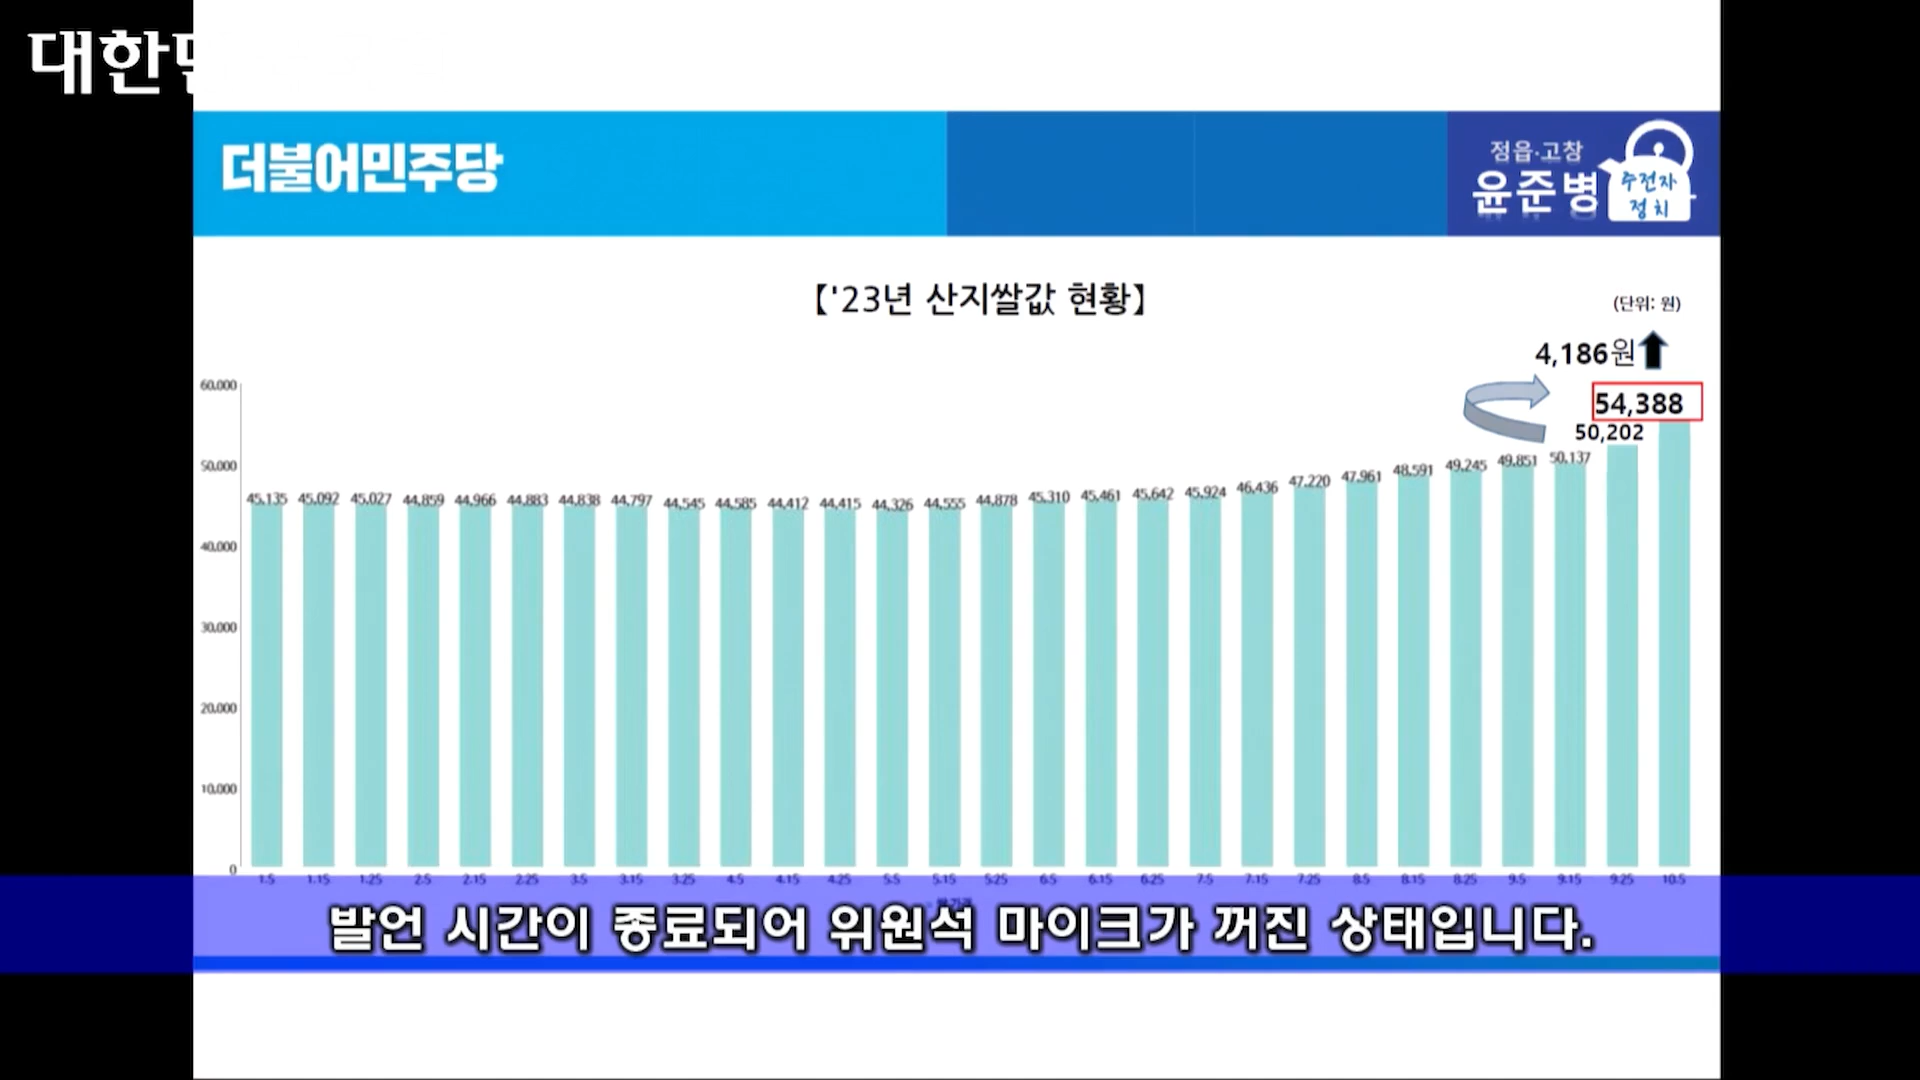 대한민
더불어민주당
정읍·고창
윤준병
주전자
정치
【'23년 산지쌀값 현황】
(단위: 원)
4,186원
54,388
50,202
60,000
50,000
40,000
30,000
20,000
10,000
0
45,135 45,092 45,027 44,859 44,966 44,883 44,838 44,797 44,545 44,585 44,412 44,415 44,326 44,555 44,878 45,310 45,461 45,642 45,924 46,436 47,220 47,961 48,591 49,245 49,851 50,137
1.5 1.15 1.25 2.5 2.15 2.25 3.5 3.15 3.25 4.5 4.15 4.25 5.5 5.15 5.25 6.5 6.15 6.25 7.5 7.15 7.25 8.5 8.15 8.25 9.5 9.15 9.25 10.5
발언 시간이 종료되어 위원석 마이크가 꺼진 상태입니다.